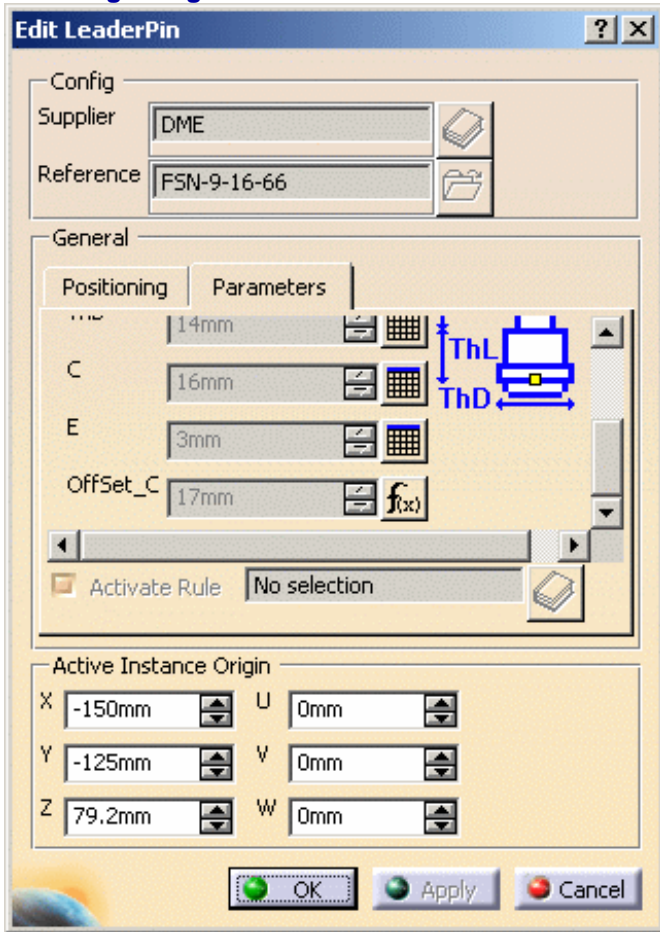 Edit LeaderPin
Config
Supplier DME
Reference FSN-9-16-66
General
Positioning Parameters
14mm
ThL
C 16mm
ThD
E 3mm
OffSet_C 17mm f(x)
Activate Rule No selection
Active Instance Origin
X -150mm U 0mm
Y -125mm V 0mm
Z 79.2mm W 0mm
OK Apply Cancel